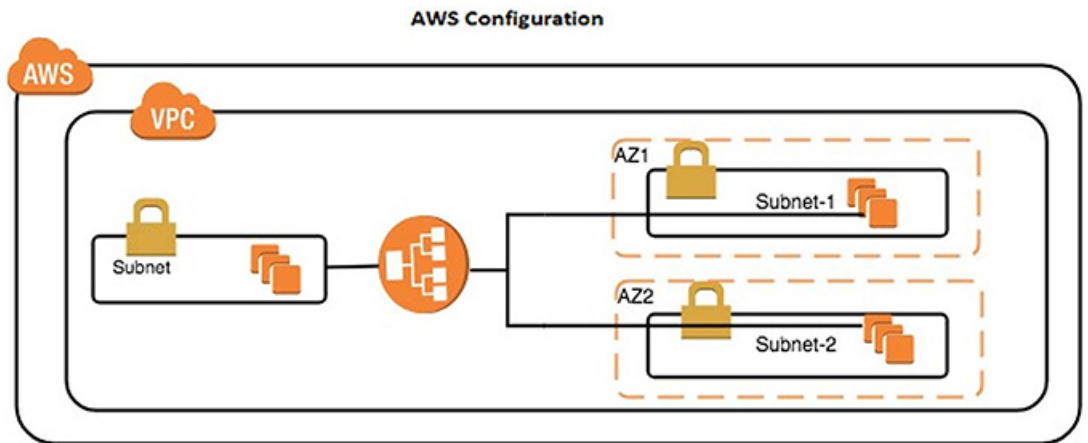 AWS Configuration
AWS
VPC
AZ1
Subnet-1
Subnet
AZ2
Subnet-2